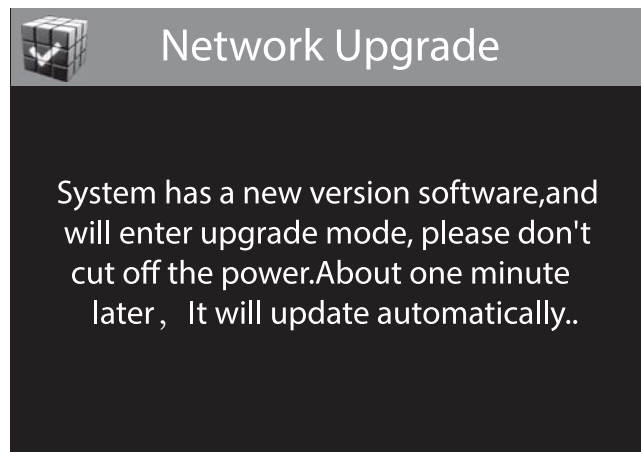 Network Upgrade
System has a new version software,and
will enter upgrade mode, please don't
cut off the power.About one minute
later，It will update automatically..